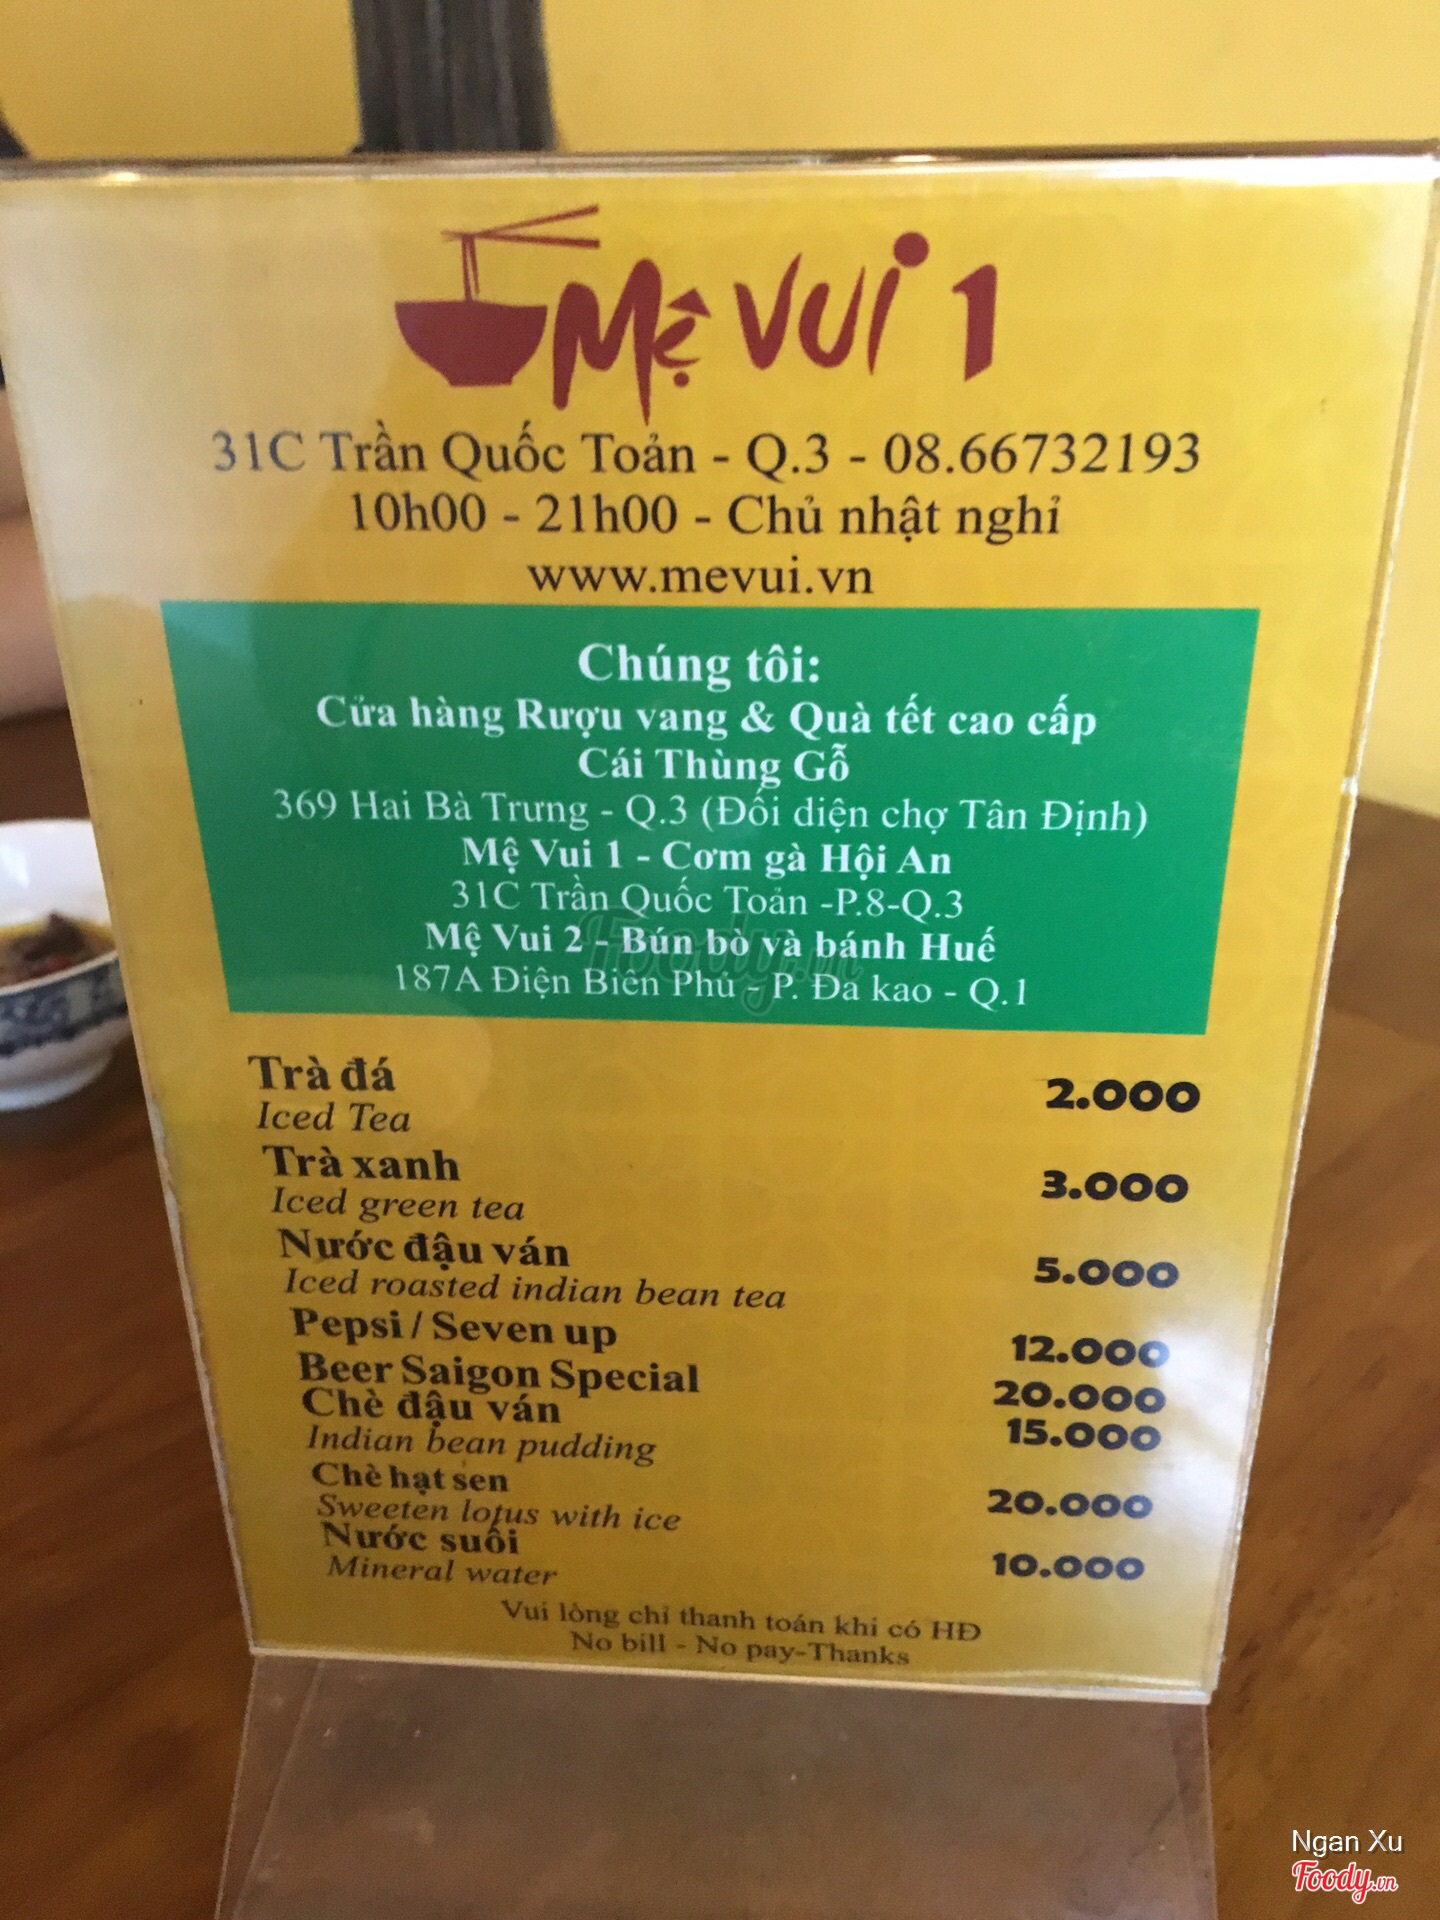 Mệ VUi 1
31C Trần Quốc Toản - Q.3 - 08.66732193
10h00 - 21h00 - Chủ nhật nghỉ
www.mevui.vn
Chúng tôi:
Cửa hàng Rượu vang & Quà tết cao cấp
Cái Thùng Gỗ
369 Hai Bà Trưng - Q.3 (Đối diện chợ Tân Định)
Mệ Vui 1 - Cơm gà Hội An
31C Trần Quốc Toản -P.8-Q.3
Mệ Vui 2 - Bún bò và bánh Huế
187A Điện Biên Phủ - P. Đa kao - Q.1
Foody.vn
Trà đá 2.000
Iced Tea
Trà xanh 3.000
Iced green tea
Nước đậu ván 5.000
Iced roasted indian bean tea
Pepsi / Seven up 12.000
Beer Saigon Special 20.000
Chè đậu ván 15.000
Indian bean pudding
Chè hạt sen 20.000
Sweeten lotus with ice
Nước suối 10.000
Mineral water
Vui lòng chỉ thanh toán khi có HĐ
No bill - No pay-Thanks
Ngan Xu
Foody.vn